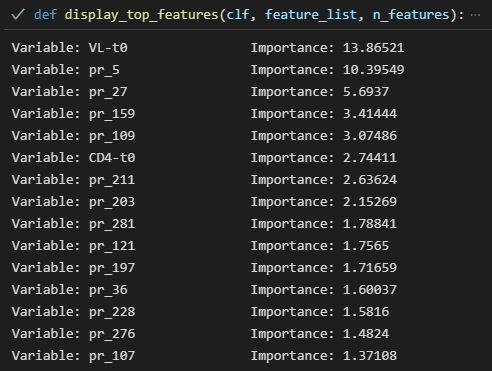 def display_top_features(clf, feature_list, n_features): ···
Variable: VL-t0 Importance: 13.86521
Variable: pr_5 Importance: 10.39549
Variable: pr_27 Importance: 5.6937
Variable: pr_159 Importance: 3.41444
Variable: pr_109 Importance: 3.07486
Variable: CD4-t0 Importance: 2.74411
Variable: pr_211 Importance: 2.63624
Variable: pr_203 Importance: 2.15269
Variable: pr_281 Importance: 1.78841
Variable: pr_121 Importance: 1.7565
Variable: pr_197 Importance: 1.71659
Variable: pr_36 Importance: 1.60037
Variable: pr_228 Importance: 1.5816
Variable: pr_276 Importance: 1.4824
Variable: pr_107 Importance: 1.37108